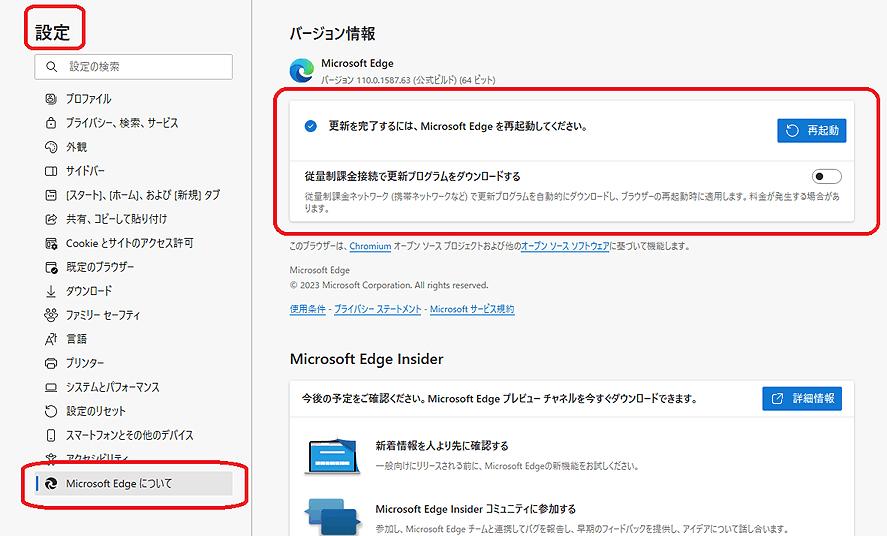 設定
設定の検索
プロファイル
プライバシー、検索、サービス
外観
サイドバー
[スタート]、[ホーム]、および [新規] タブ
共有、コピーして貼り付け
Cookie とサイトのアクセス許可
既定のブラウザー
ダウンロード
ファミリー セーフティ
言語
プリンター
システムとパフォーマンス
設定のリセット
スマートフォンとその他のデバイス
アクセシビリティ
Microsoft Edge について
バージョン情報
Microsoft Edge
バージョン 110.0.1587.63 (公式ビルド) (64 ビット)
更新を完了するには、Microsoft Edge を再起動してください。
再起動
従量制課金接続で更新プログラムをダウンロードする
従量制課金ネットワーク (携帯ネットワークなど) で更新プログラムを自動的にダウンロードし、ブラウザーの再起動時に適用します。料金が発生する場合があ
ります。
このブラウザーは、Chromium オープン ソース プロジェクトおよび他のオープン ソース ソフトウェアに基づいて機能します。
Microsoft Edge
© 2023 Microsoft Corporation. All rights reserved.
使用条件 - プライバシー ステートメント - Microsoft サービス規約
Microsoft Edge Insider
今後の予定をご確認ください。Microsoft Edge プレビュー チャネルを今すぐダウンロードできます。
詳細情報
新着情報を人より先に確認する
一般向けにリリースされる前に、Microsoft Edgeの新機能をお試しください。
Microsoft Edge Insider コミュニティに参加する
参加し、Microsoft Edge チームと連携してバグを報告し、早期のフィードバックを提供し、アイデアについて話し合います。